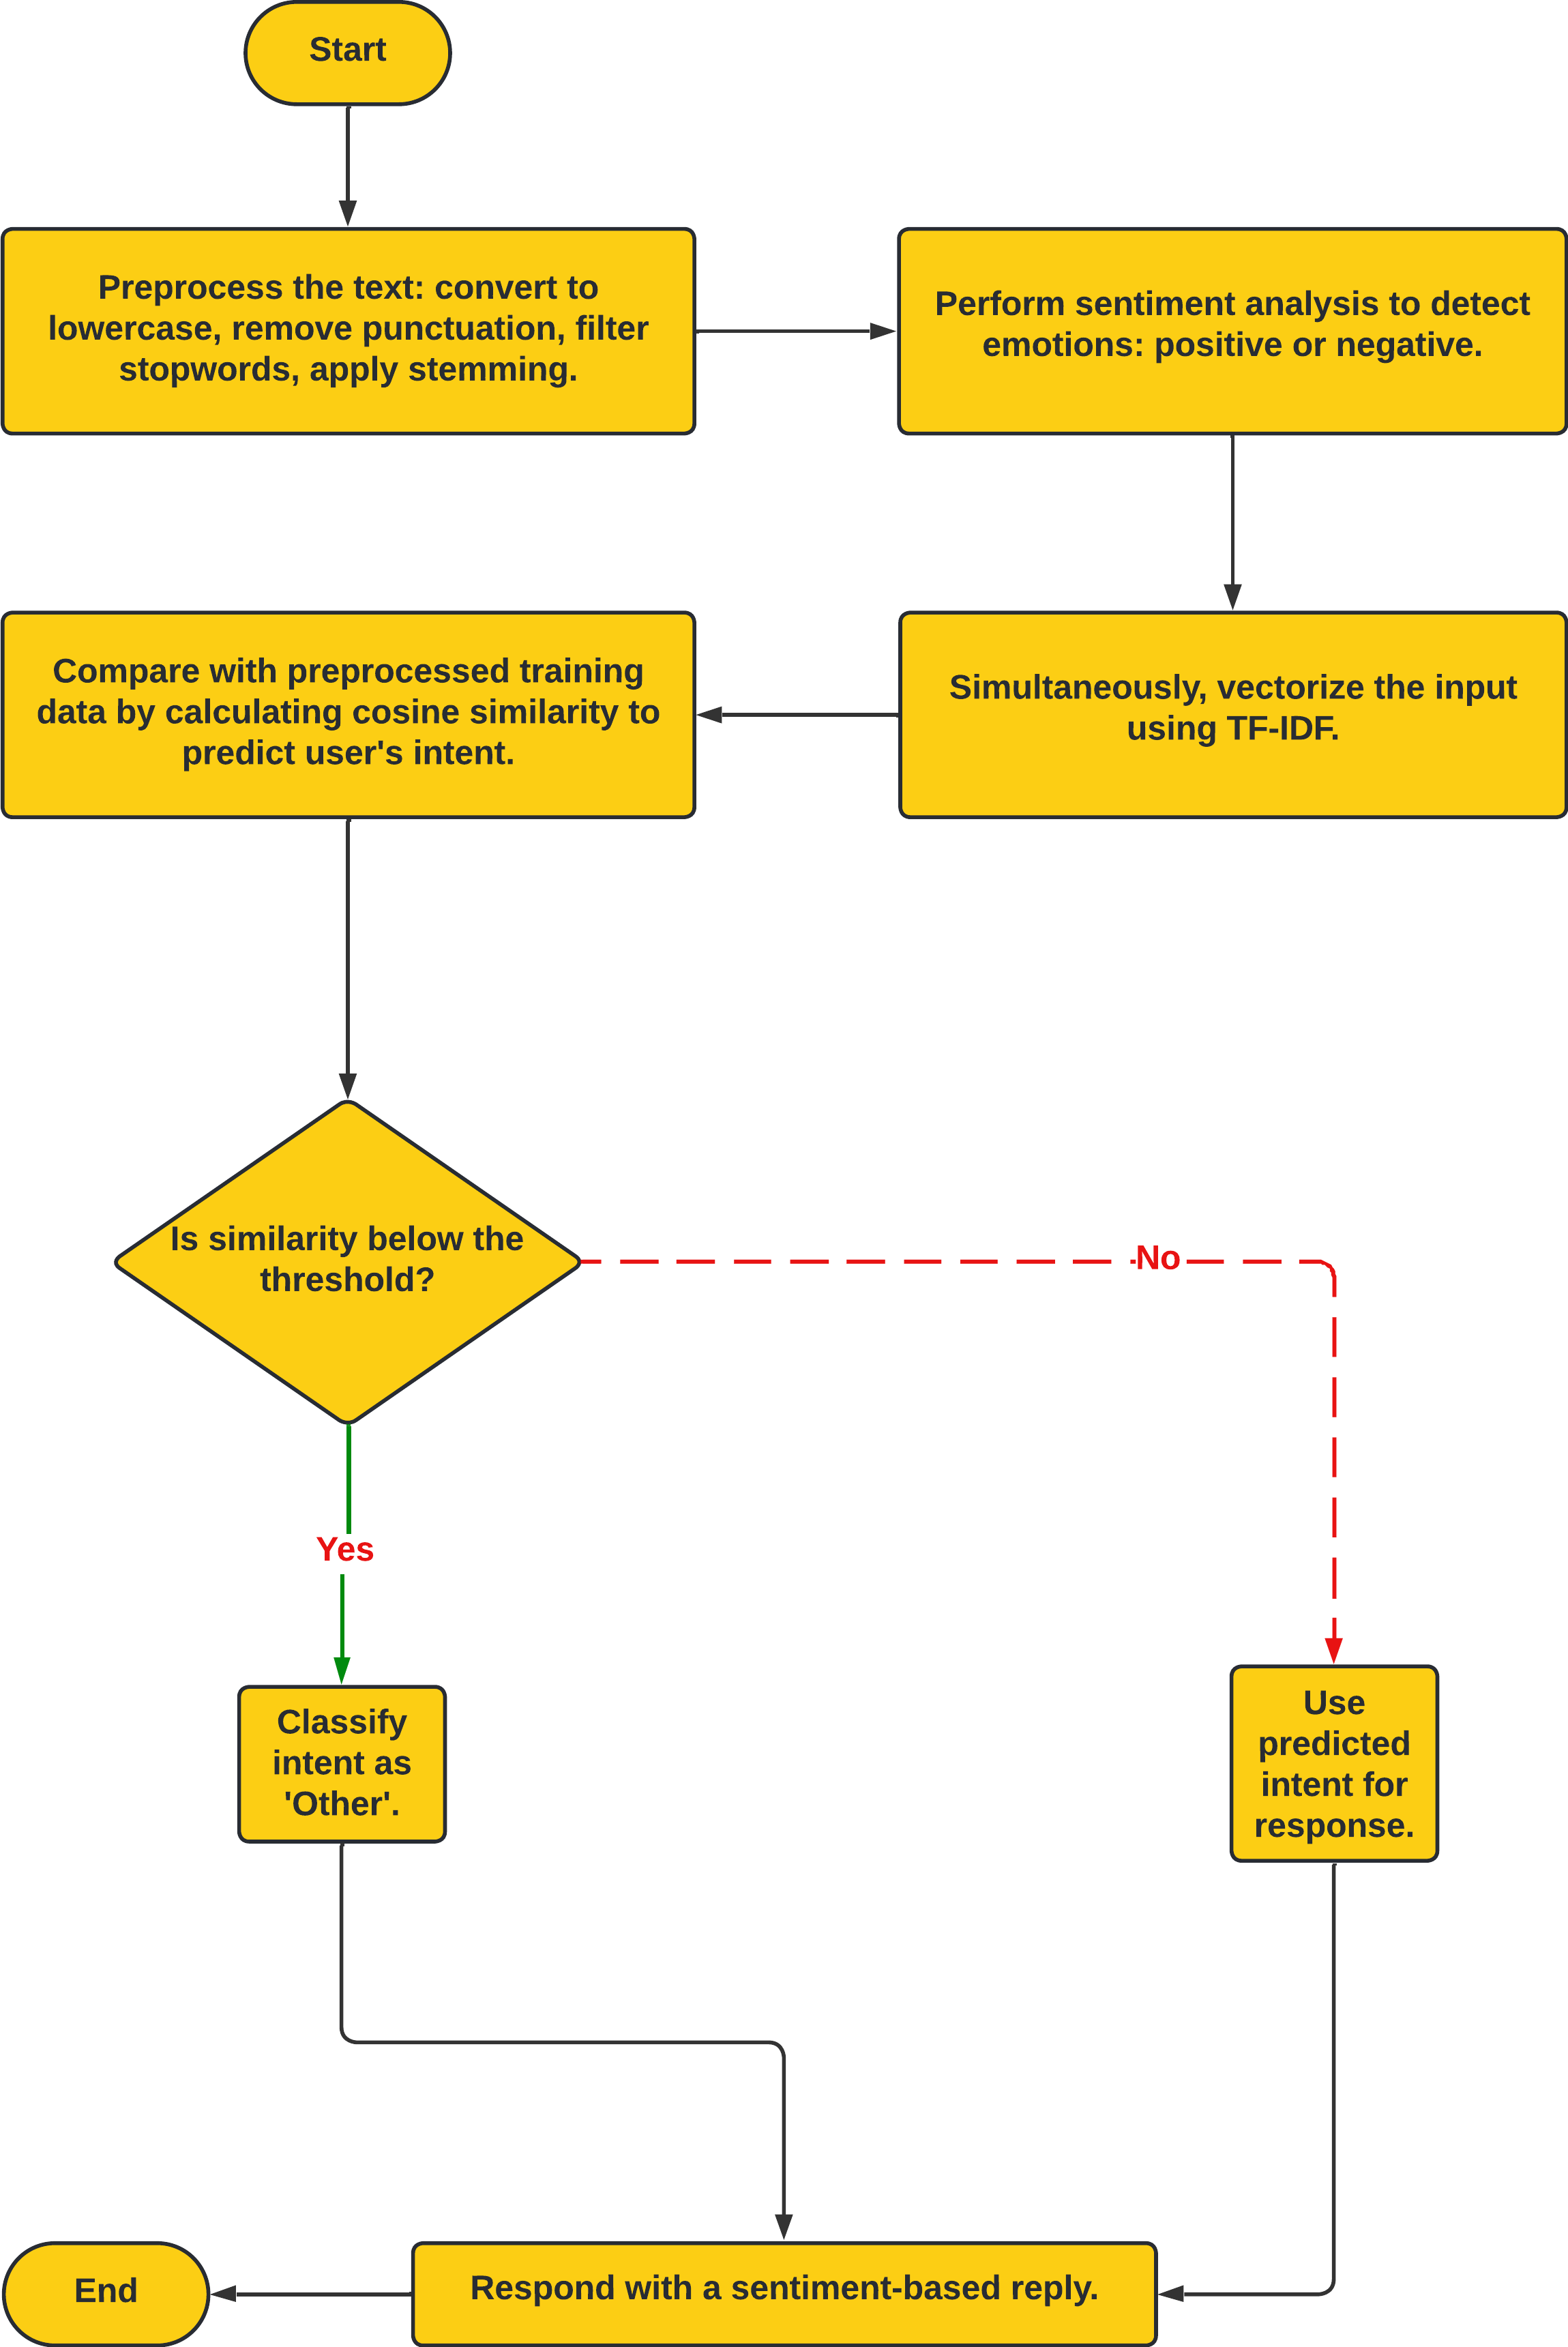 Start
Preprocess the text: convert to
lowercase, remove punctuation, filter
stopwords, apply stemming.
Perform sentiment analysis to detect
emotions: positive or negative.
Simultaneously, vectorize the input
using TF-IDF.
Compare with preprocessed training
data by calculating cosine similarity to
predict user's intent.
Is similarity below the
threshold?
No
Yes
Classify
intent as
'Other'.
Use
predicted
intent for
response.
Respond with a sentiment-based reply.
End